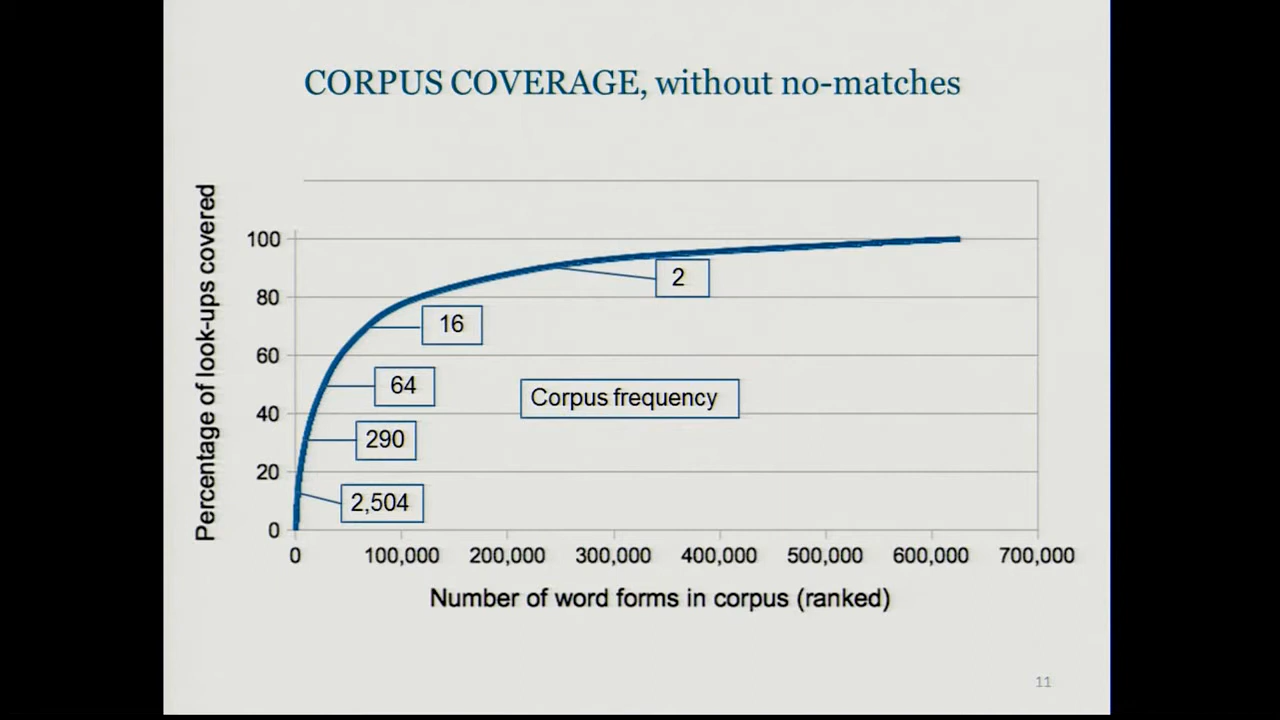 CORPUS COVERAGE, without no-matches
Percentage of look-ups covered
100
80
60
40
20
0
2
16
64
Corpus frequency
290
2,504
0 100,000 200,000 300,000 400,000 500,000 600,000 700,000
Number of word forms in corpus (ranked)
11